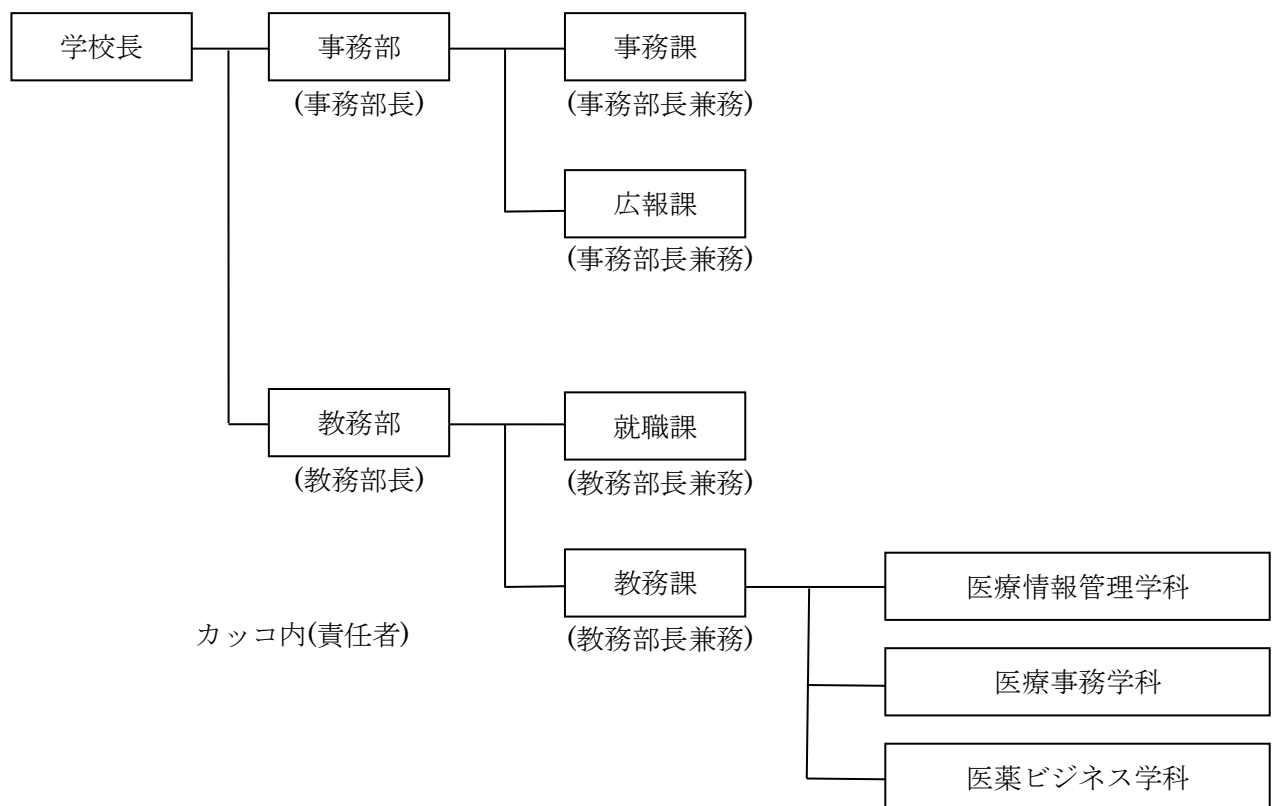 学校長
事務部
(事務部長)
事務課
(事務部長兼務)
広報課
(事務部長兼務)
教務部
(教務部長)
就職課
(教務部長兼務)
教務課
(教務部長兼務)
医療情報管理学科
医療事務学科
医薬ビジネス学科
カッコ内(責任者)